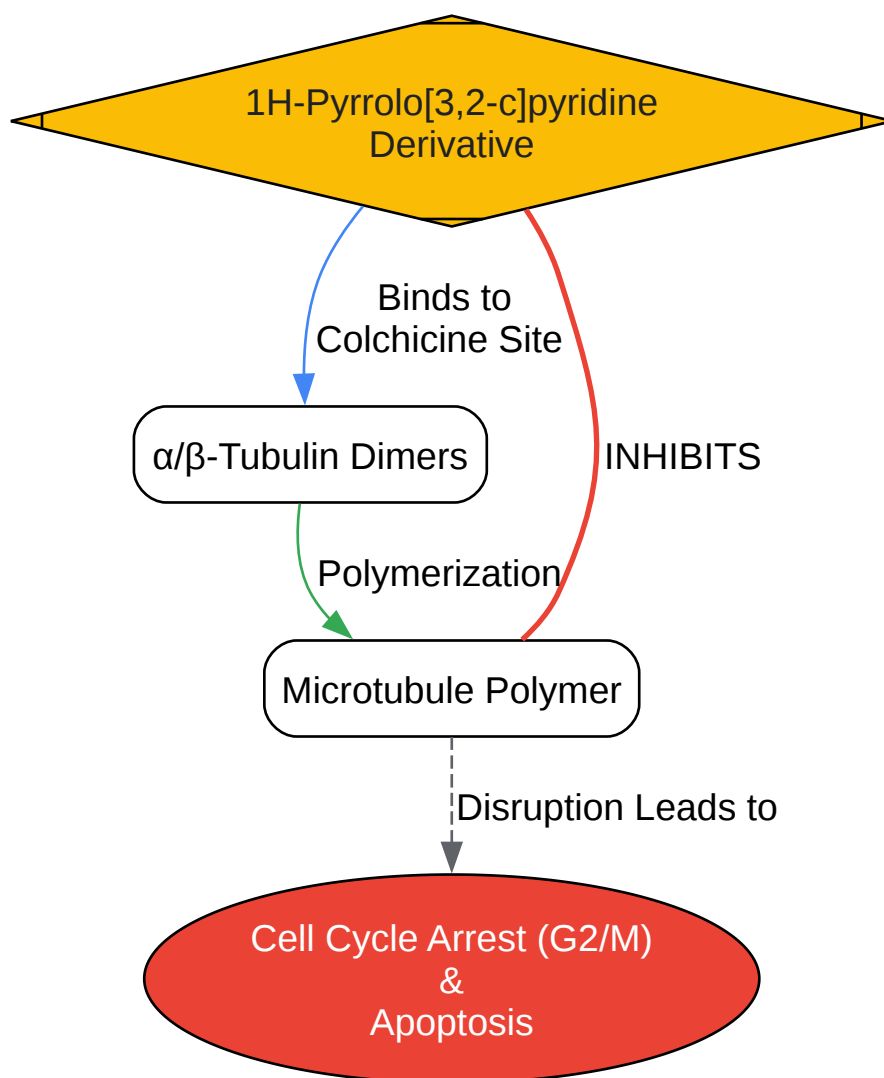 1H-Pyrrolo[3,2-c]pyridine
Derivative
Binds to
Colchicine Site
α/β-Tubulin Dimers
INHIBITS
Polymerization
Microtubule Polymer
Disruption Leads to
Cell Cycle Arrest (G2/M)
&
Apoptosis